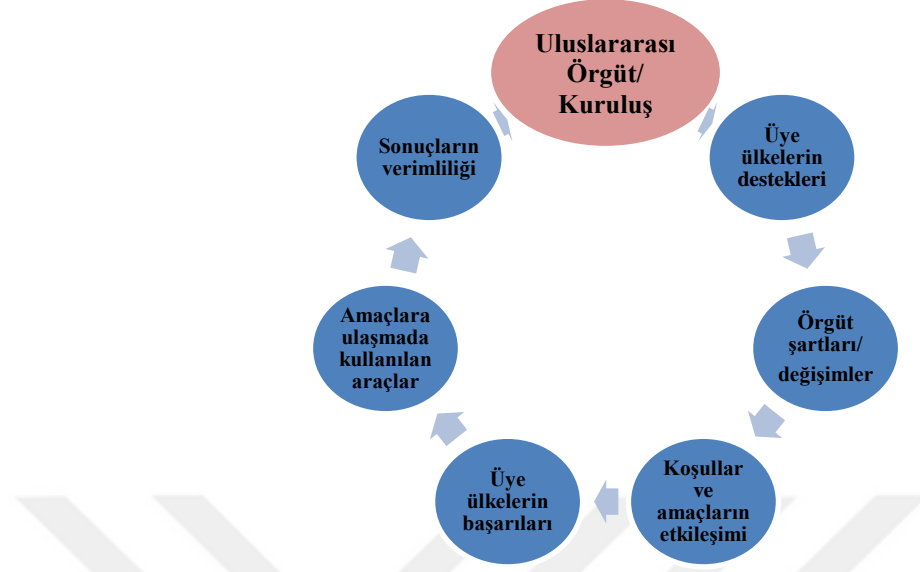 Uluslararası
Örgüt/
Kuruluş
Üye
ülkelerin
destekleri
Örgüt
şartları/
değişimler
Koşullar
ve
amaçların
etkileşimi
Üye
ülkelerin
başarıları
Amaçlara
ulaşmada
kullanılan
araçlar
Sonuçların
verimliliği